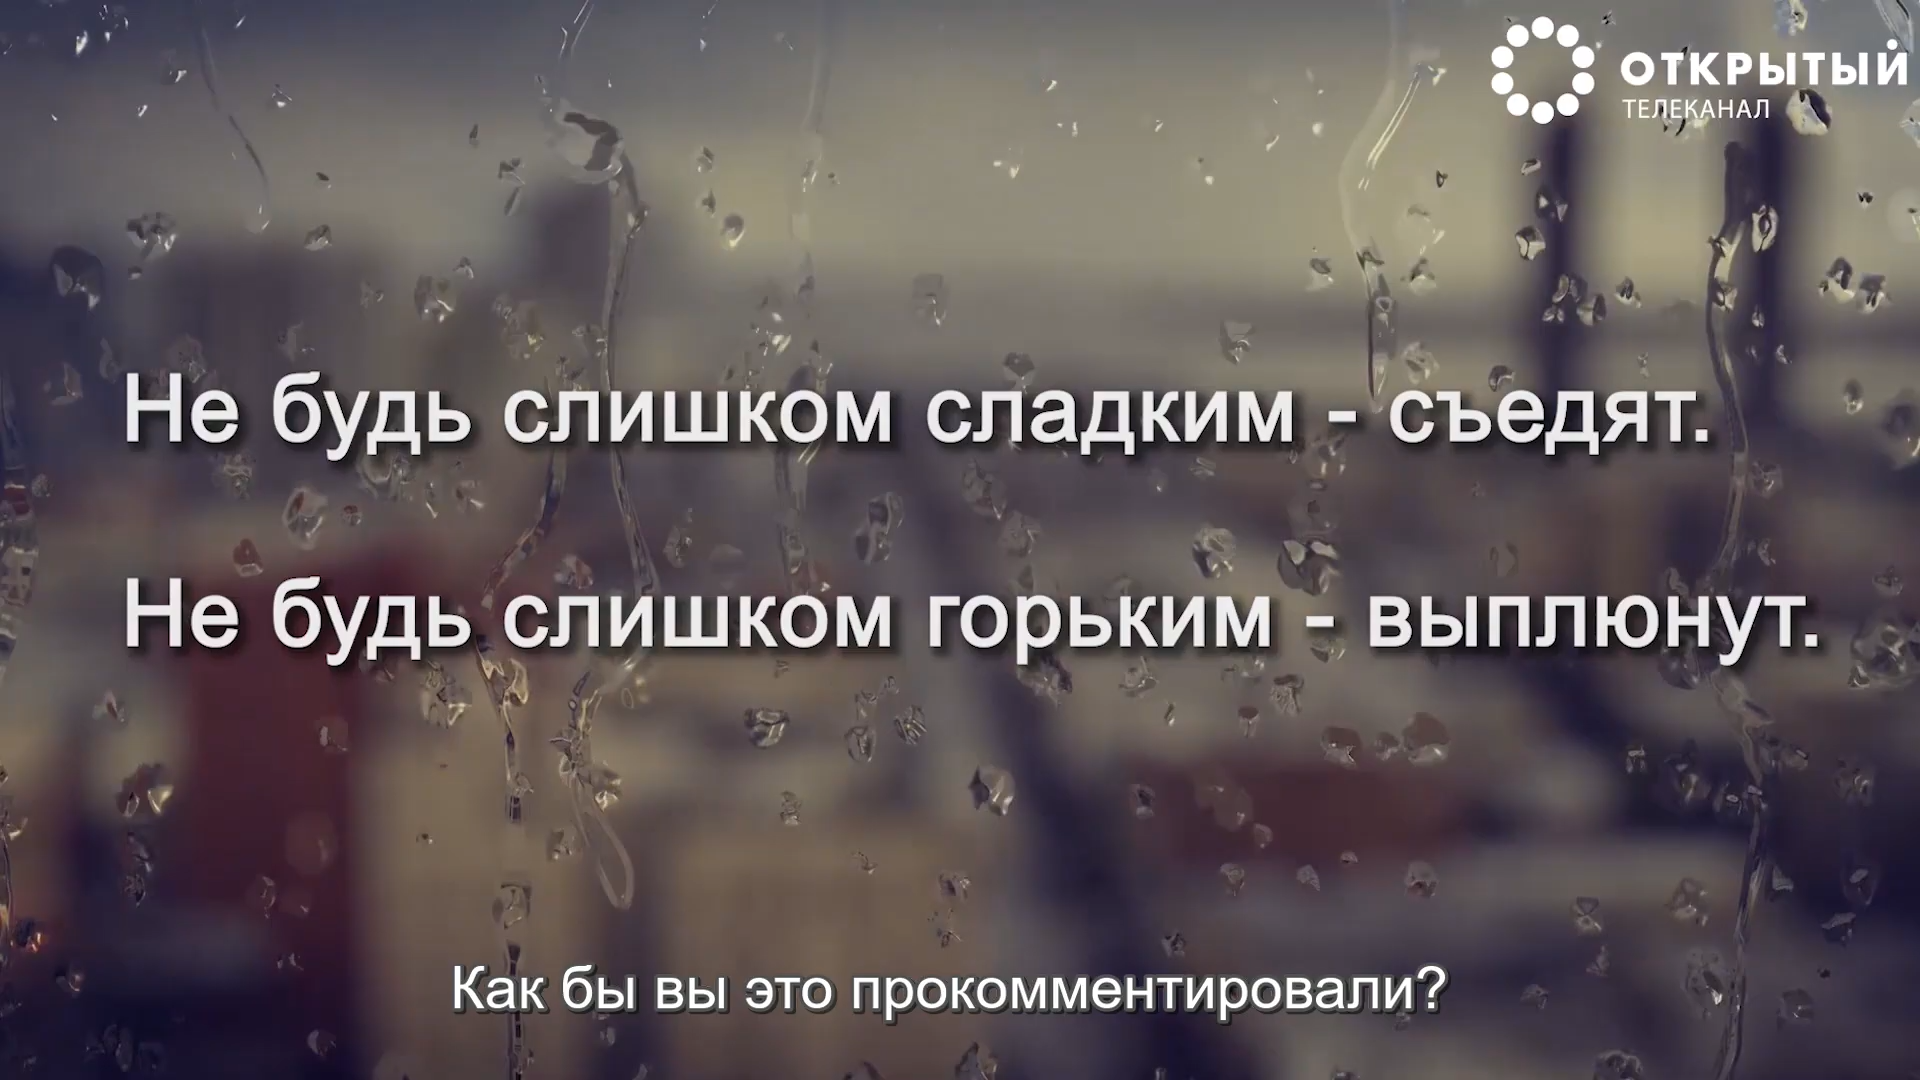 ОТКРЫТЫЙ
ТЕЛЕКАНАЛ
Не будь слишком сладким - съедят.
Не будь слишком горьким - выплюнут.
Как бы вы это прокомментировали?